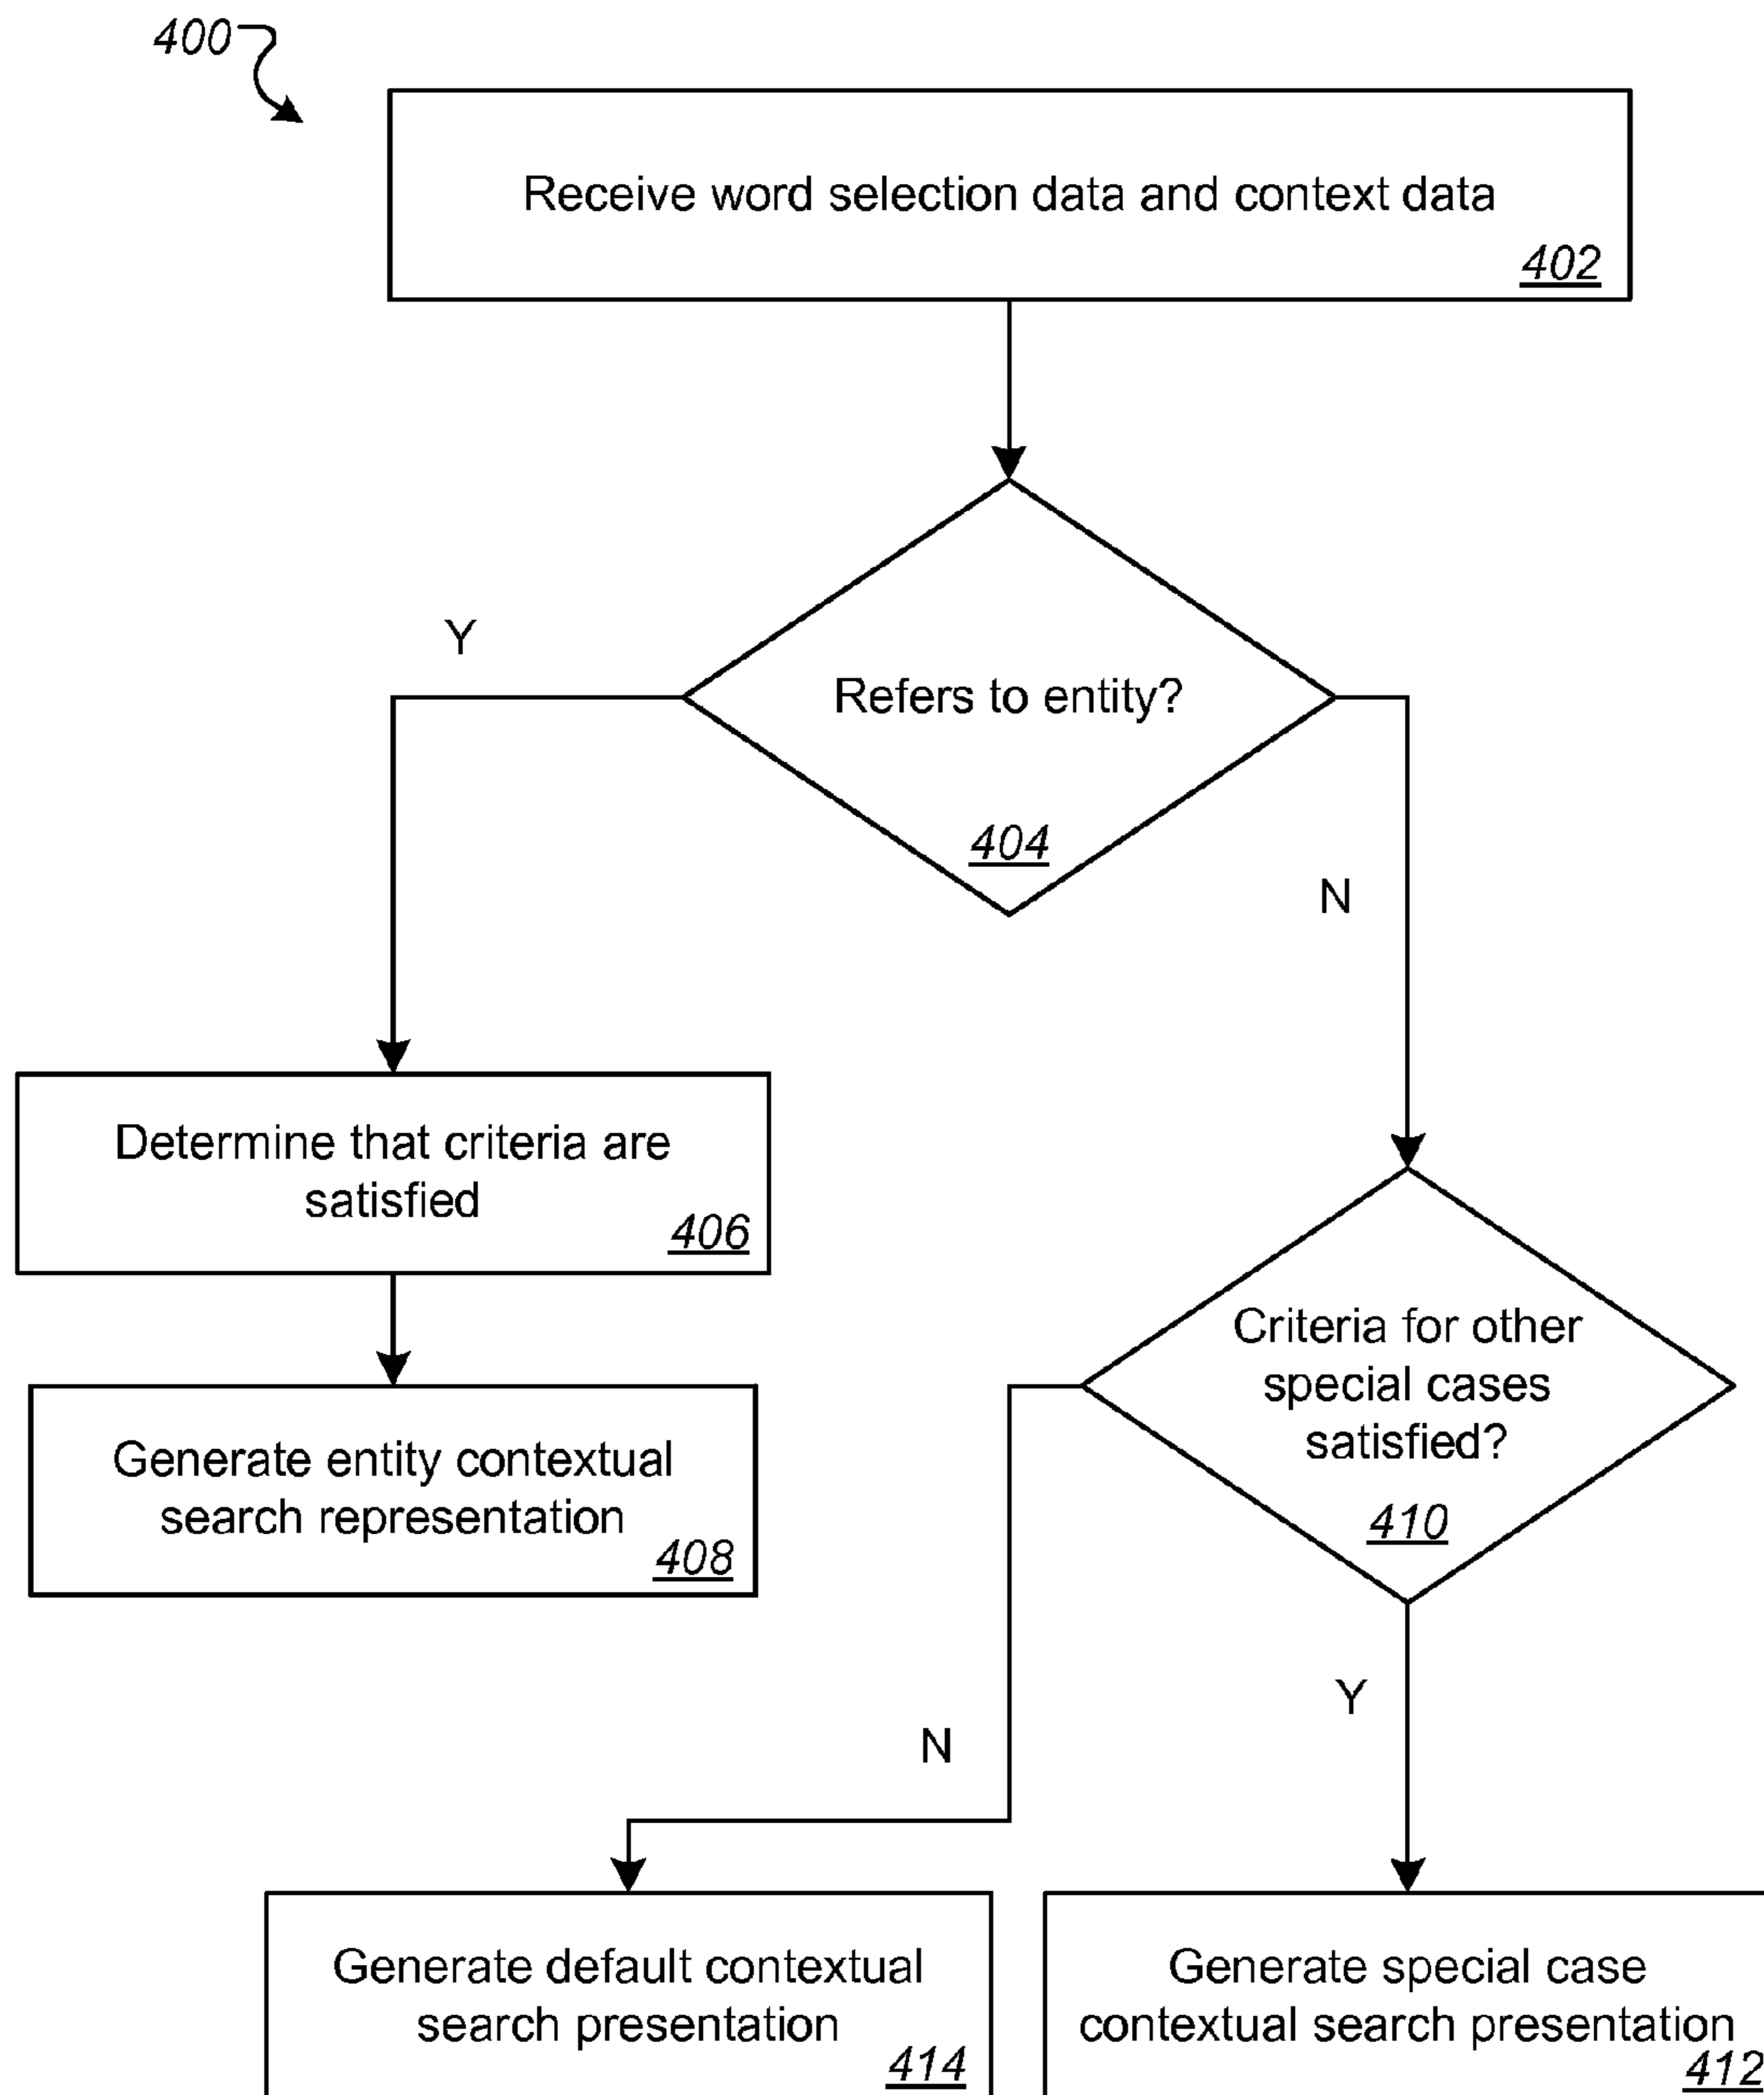 400
Receive word selection data and context data
402
Y
Refers to entity?
404
N
Determine that criteria are
satisfied
406
Criteria for other
special cases
satisfied?
410
Generate entity contextual
search representation
408
Y
N
Generate default contextual
search presentation
414
Generate special case
contextual search presentation
412